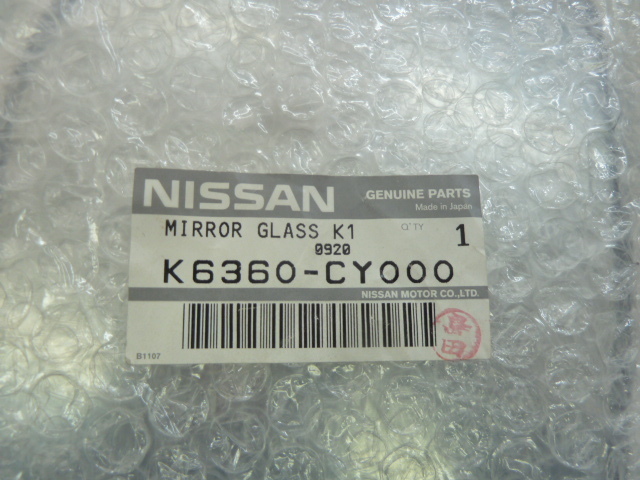 NISSAN GENUINE PARTS
Made in Japan
MIRROR GLASS K1 Q'TY 1
0920
K6360-CY000
NISSAN MOTOR CO.,LTD.
B1107